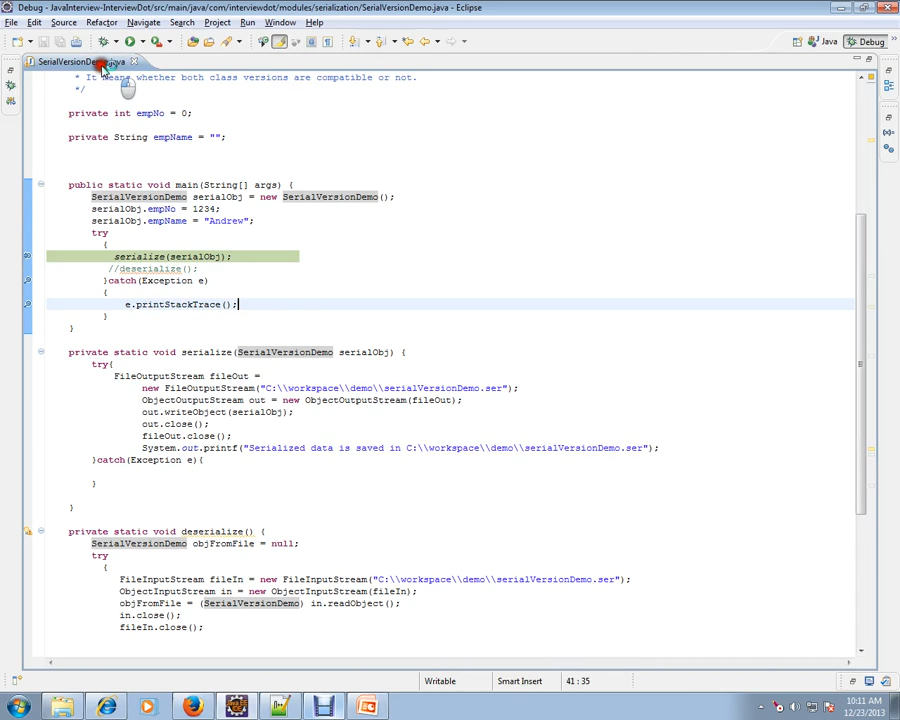 Debug - JavaInterview-InterviewDot/src/main/java/com/interviewdot/modules/serialization/SerialVersionDemo.java - Eclipse
File Edit Source Refactor Navigate Search Project Run Window Help
Java Debug
SerialVersionDemo.java
* It means whether both class versions are compatible or not.
*/
private int empNo = 0;
private String empName = "";
public static void main(String[] args) {
SerialVersionDemo serialObj = new SerialVersionDemo();
serialObj.empNo = 1234;
serialObj.empName = "Andrew";
try
{
serialize(serialObj);
//deserialize();
}catch(Exception e)
{
e.printStackTrace();
}
}
private static void serialize(SerialVersionDemo serialObj) {
try{
FileOutputStream fileOut =
new FileOutputStream("C:\\workspace\\demo\\serialVersionDemo.ser");
ObjectOutputStream out = new ObjectOutputStream(fileOut);
out.writeObject(serialObj);
out.close();
fileOut.close();
System.out.printf("Serialized data is saved in C:\\workspace\\demo\\serialVersionDemo.ser");
}catch(Exception e){
}
}
private static void deserialize() {
SerialVersionDemo objFromFile = null;
try
{
FileInputStream fileIn = new FileInputStream("C:\\workspace\\demo\\serialVersionDemo.ser");
ObjectInputStream in = new ObjectInputStream(fileIn);
objFromFile = (SerialVersionDemo) in.readObject();
in.close();
fileIn.close();
Writable Smart Insert 41 : 35
10:11 AM
12/23/2013